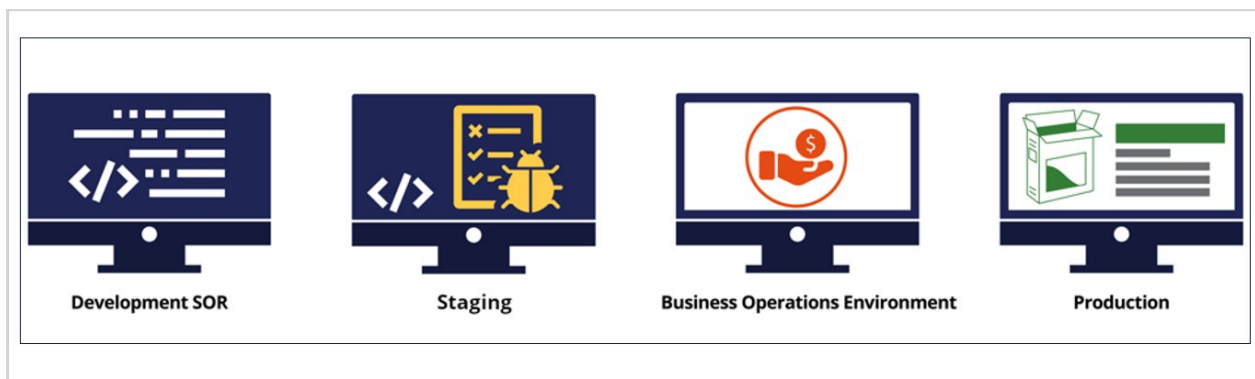 </>
</>
$
Development SOR
Staging
Business Operations Environment
Production